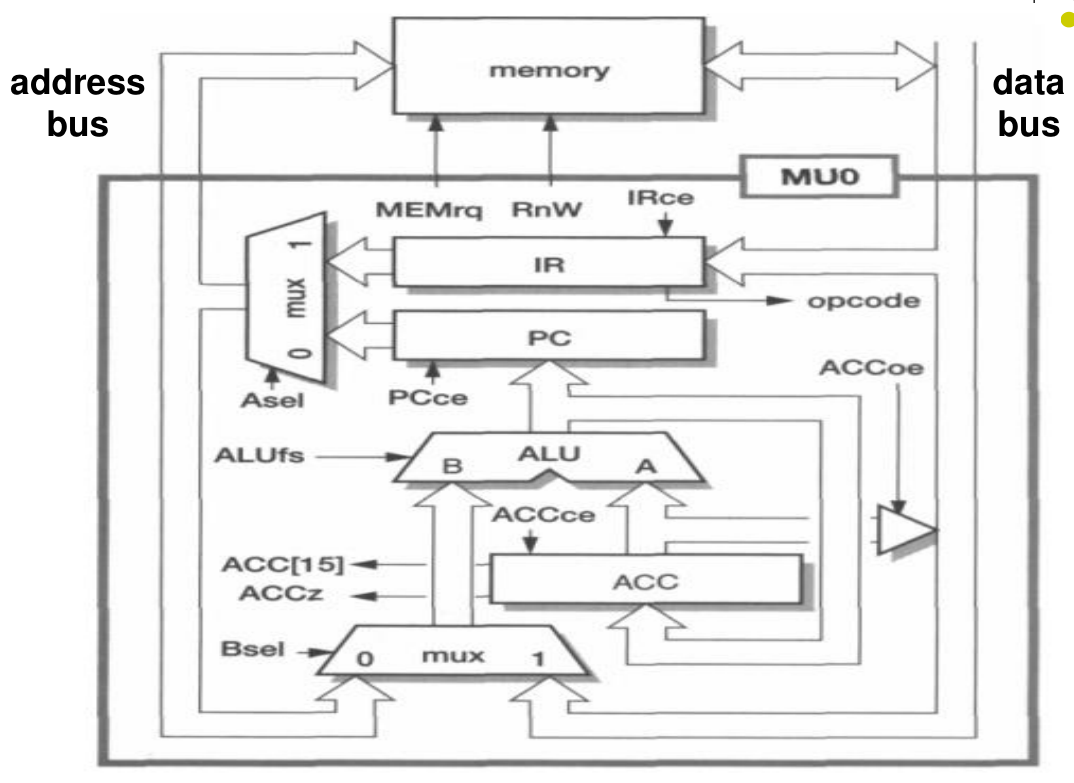 memory
address
bus
data
bus
MU0
MEMrq
RnW
IRce
1
mux
0
IR
opcode
PC
ACCoe
Asel
PCce
ALUfs
B
ALU
A
ACCce
ACC[15]
ACCz
ACC
Bsel
0
mux
1